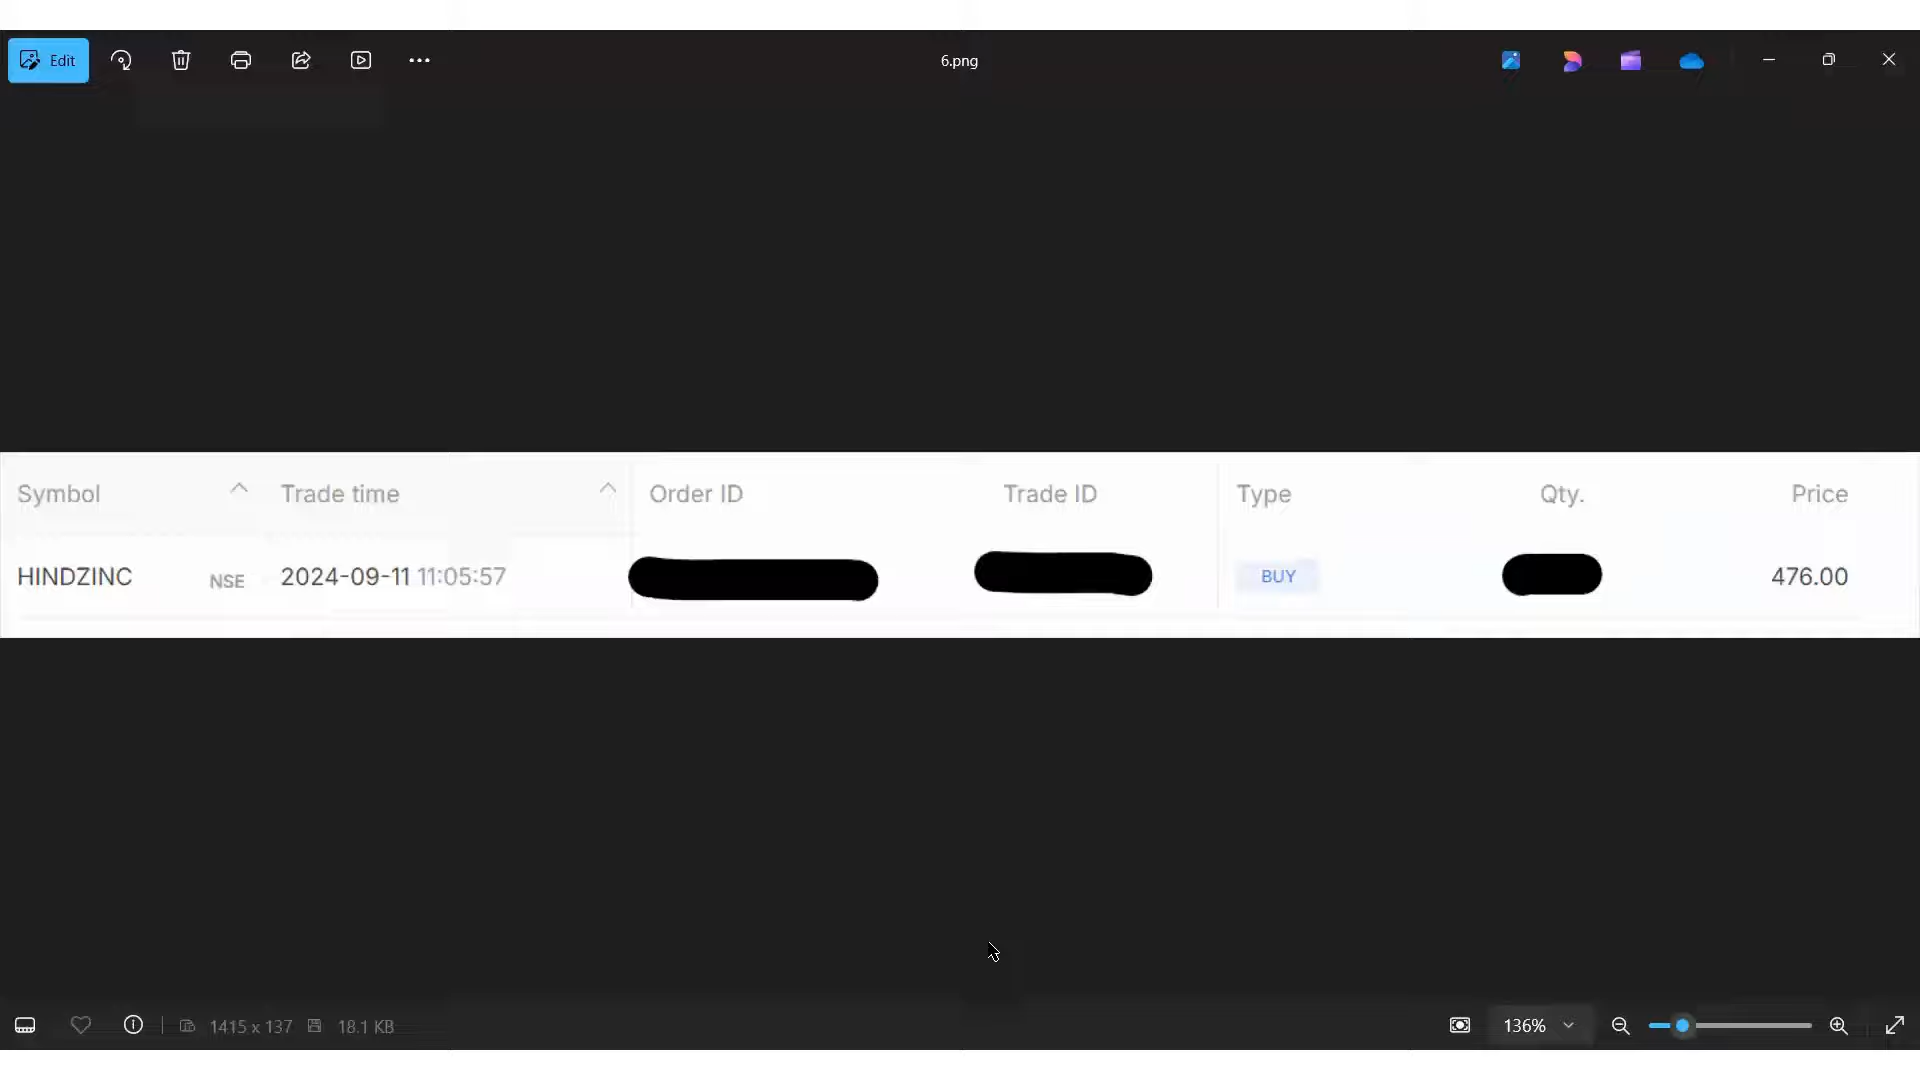 Edit
6.png
Symbol Trade time Order ID Trade ID Type Qty. Price
HINDZINC NSE 2024-09-11 11:05:57 BUY 476.00
1415 x 137 18.1 KB 136%